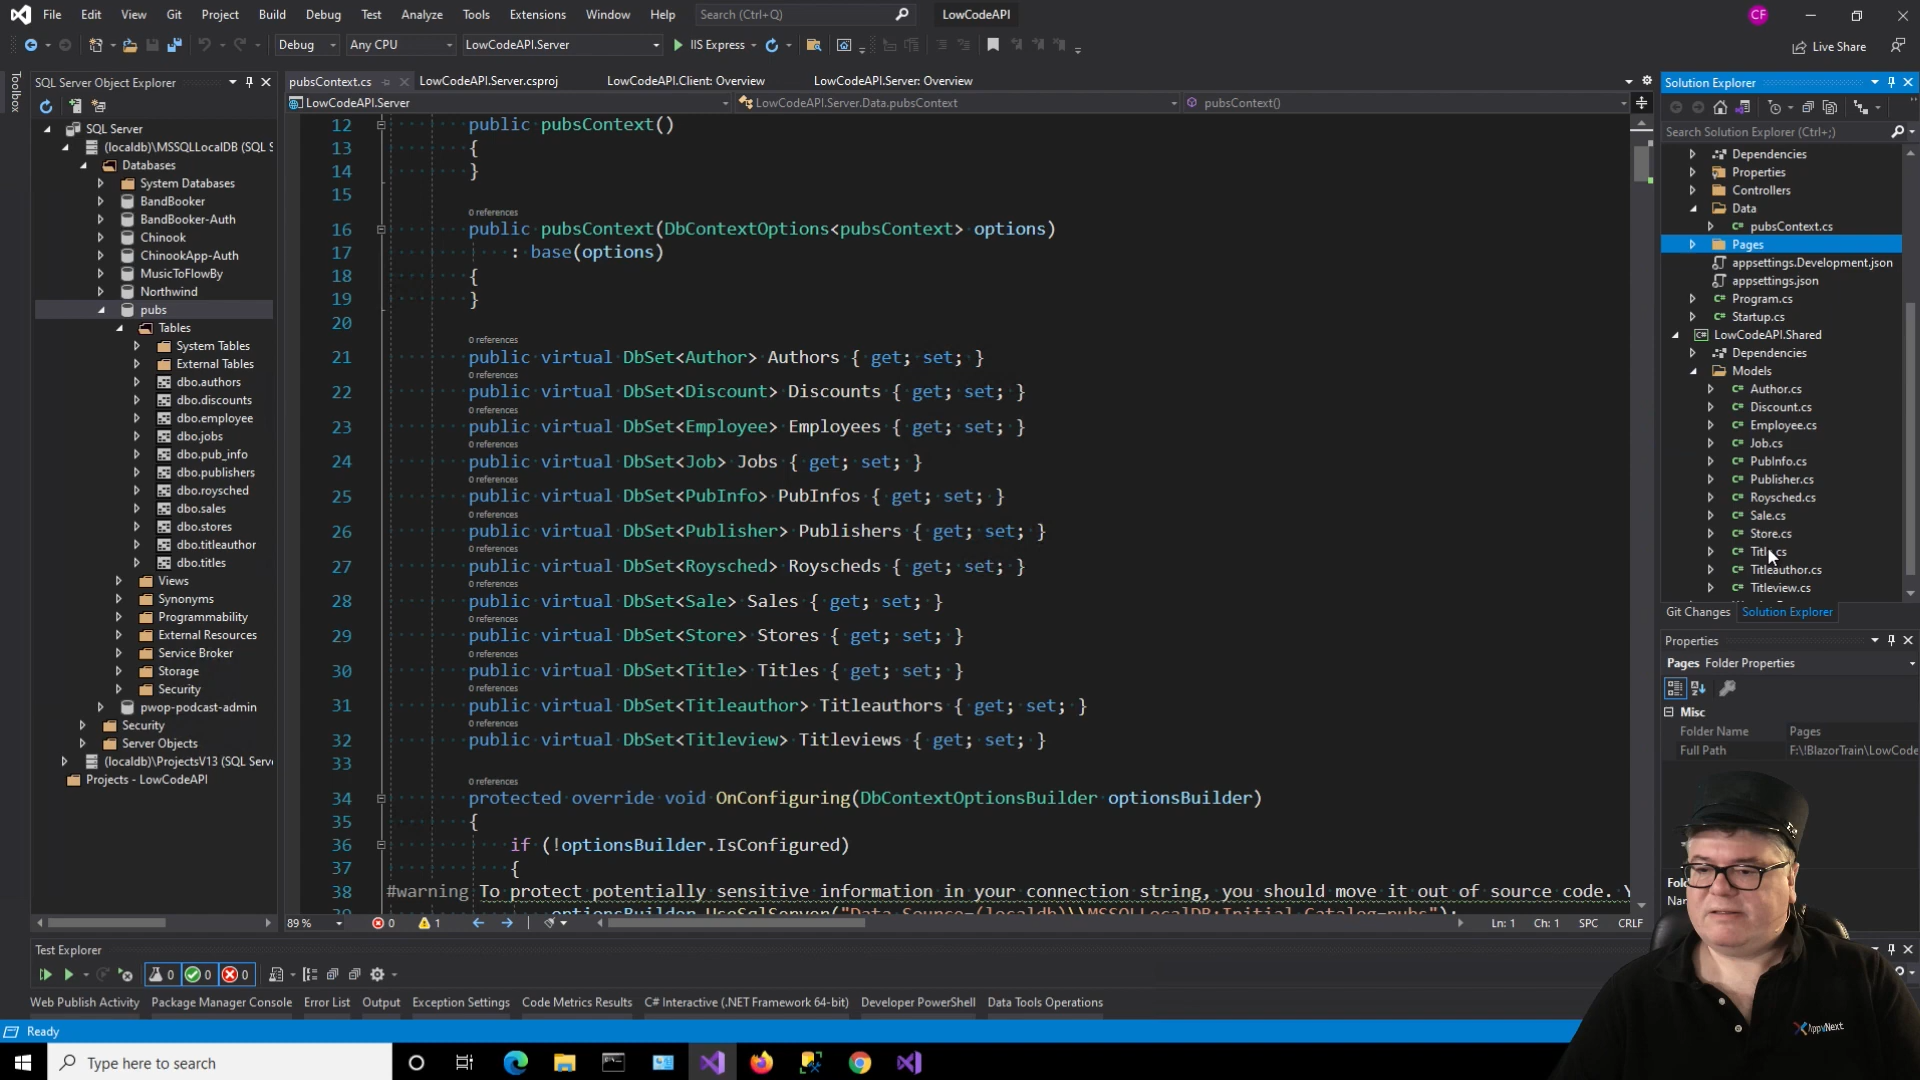 File Edit View Git Project Build Debug Test Analyze Tools Extensions Window Help Search (Ctrl+Q) LowCodeAPI CF
Debug Any CPU LowCodeAPI.Server IIS Express Live Share
Toolbox
SQL Server Object Explorer
SQL Server
(localdb)\MSSQLLocalDB (SQL S
Databases
System Databases
BandBooker
BandBooker-Auth
Chinook
ChinookApp-Auth
MusicToFlowBy
Northwind
pubs
Tables
System Tables
External Tables
dbo.authors
dbo.discounts
dbo.employee
dbo.jobs
dbo.pub_info
dbo.publishers
dbo.roysched
dbo.sales
dbo.stores
dbo.titleauthor
dbo.titles
Views
Synonyms
Programmability
External Resources
Service Broker
Storage
Security
pwop-podcast-admin
Security
Server Objects
(localdb)\ProjectsV13 (SQL Serve
Projects - LowCodeAPI
pubsContext.cs LowCodeAPI.Server.csproj LowCodeAPI.Client: Overview LowCodeAPI.Server: Overview
LowCodeAPI.Server LowCodeAPI.Server.Data.pubsContext pubsContext()
12 public pubsContext()
13 {
14 }
15
0 references
16 public pubsContext(DbContextOptions<pubsContext> options)
17 : base(options)
18 {
19 }
20
0 references
21 public virtual DbSet<Author> Authors { get; set; }
0 references
22 public virtual DbSet<Discount> Discounts { get; set; }
0 references
23 public virtual DbSet<Employee> Employees { get; set; }
0 references
24 public virtual DbSet<Job> Jobs { get; set; }
0 references
25 public virtual DbSet<PubInfo> PubInfos { get; set; }
0 references
26 public virtual DbSet<Publisher> Publishers { get; set; }
0 references
27 public virtual DbSet<Roysched> Royscheds { get; set; }
0 references
28 public virtual DbSet<Sale> Sales { get; set; }
0 references
29 public virtual DbSet<Store> Stores { get; set; }
0 references
30 public virtual DbSet<Title> Titles { get; set; }
0 references
31 public virtual DbSet<Titleauthor> Titleauthors { get; set; }
0 references
32 public virtual DbSet<Titleview> Titleviews { get; set; }
33
0 references
34 protected override void OnConfiguring(DbContextOptionsBuilder optionsBuilder)
35 {
36 if (!optionsBuilder.IsConfigured)
37 {
38 #warning To protect potentially sensitive information in your connection string, you should move it out of source code. Y
optionsBuilder.UseSqlServer("Data Source=(localdb)\\MSSQLLocalDB;Initial Catalog=pubs");
89 % 0 1 Ln: 1 Ch: 1 SPC CRLF
Solution Explorer
Search Solution Explorer (Ctrl+;)
Dependencies
Properties
Controllers
Data
pubsContext.cs
Pages
appsettings.Development.json
appsettings.json
Program.cs
Startup.cs
LowCodeAPI.Shared
Dependencies
Models
Author.cs
Discount.cs
Employee.cs
Job.cs
PubInfo.cs
Publisher.cs
Roysched.cs
Sale.cs
Store.cs
Title.cs
Titleauthor.cs
Titleview.cs
Git Changes Solution Explorer
Properties
Pages Folder Properties
Misc
Folder Name Pages
Full Path F:\!BlazorTrain\LowCode
AppvNext
Test Explorer
0 0 0
Web Publish Activity Package Manager Console Error List Output Exception Settings Code Metrics Results C# Interactive (.NET Framework 64-bit) Developer PowerShell Data Tools Operations
Ready
Type here to search